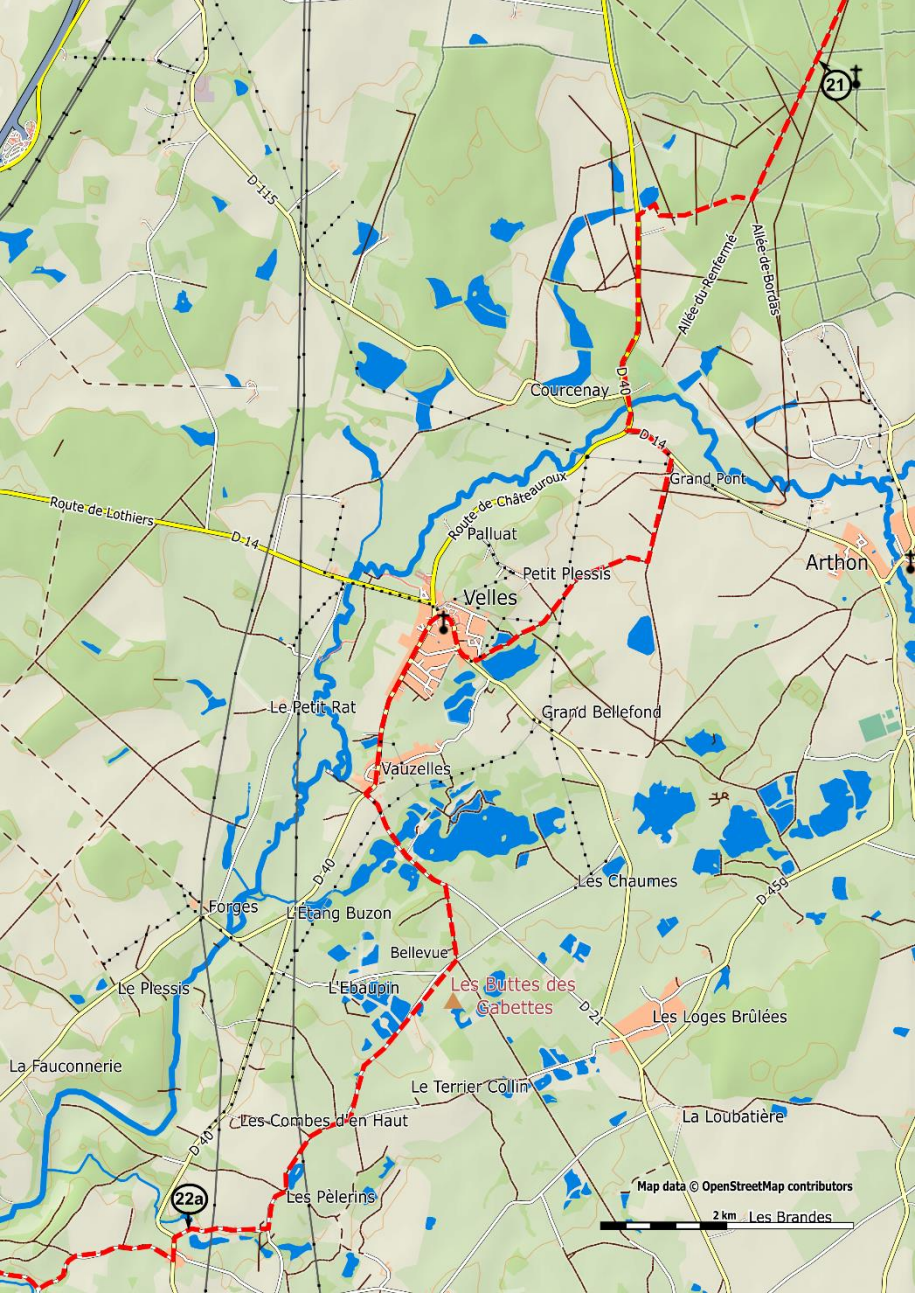 21
D 115
Allée du Renfermé
Allée de Bordas
D 40
Courcenay
D 14
Grand Pont
Route de Châteauroux
Route de Lothiers
D 14
Palluat
Arthon
Petit Plessis
Velles
Le Petit Rat
Grand Bellefond
Vauzelles
D 40
Les Chaumes
D 45g
Forges
L'Etang Buzon
Bellevue
Le Plessis
L'Ebaupin
Les Buttes des
Gabettes
D 21
Les Loges Brûlées
La Fauconnerie
Le Terrier Collin
Les Combes d'en Haut
La Loubatière
D 40
22a
Les Pèlerins
Map data © OpenStreetMap contributors
2 km
Les Brandes